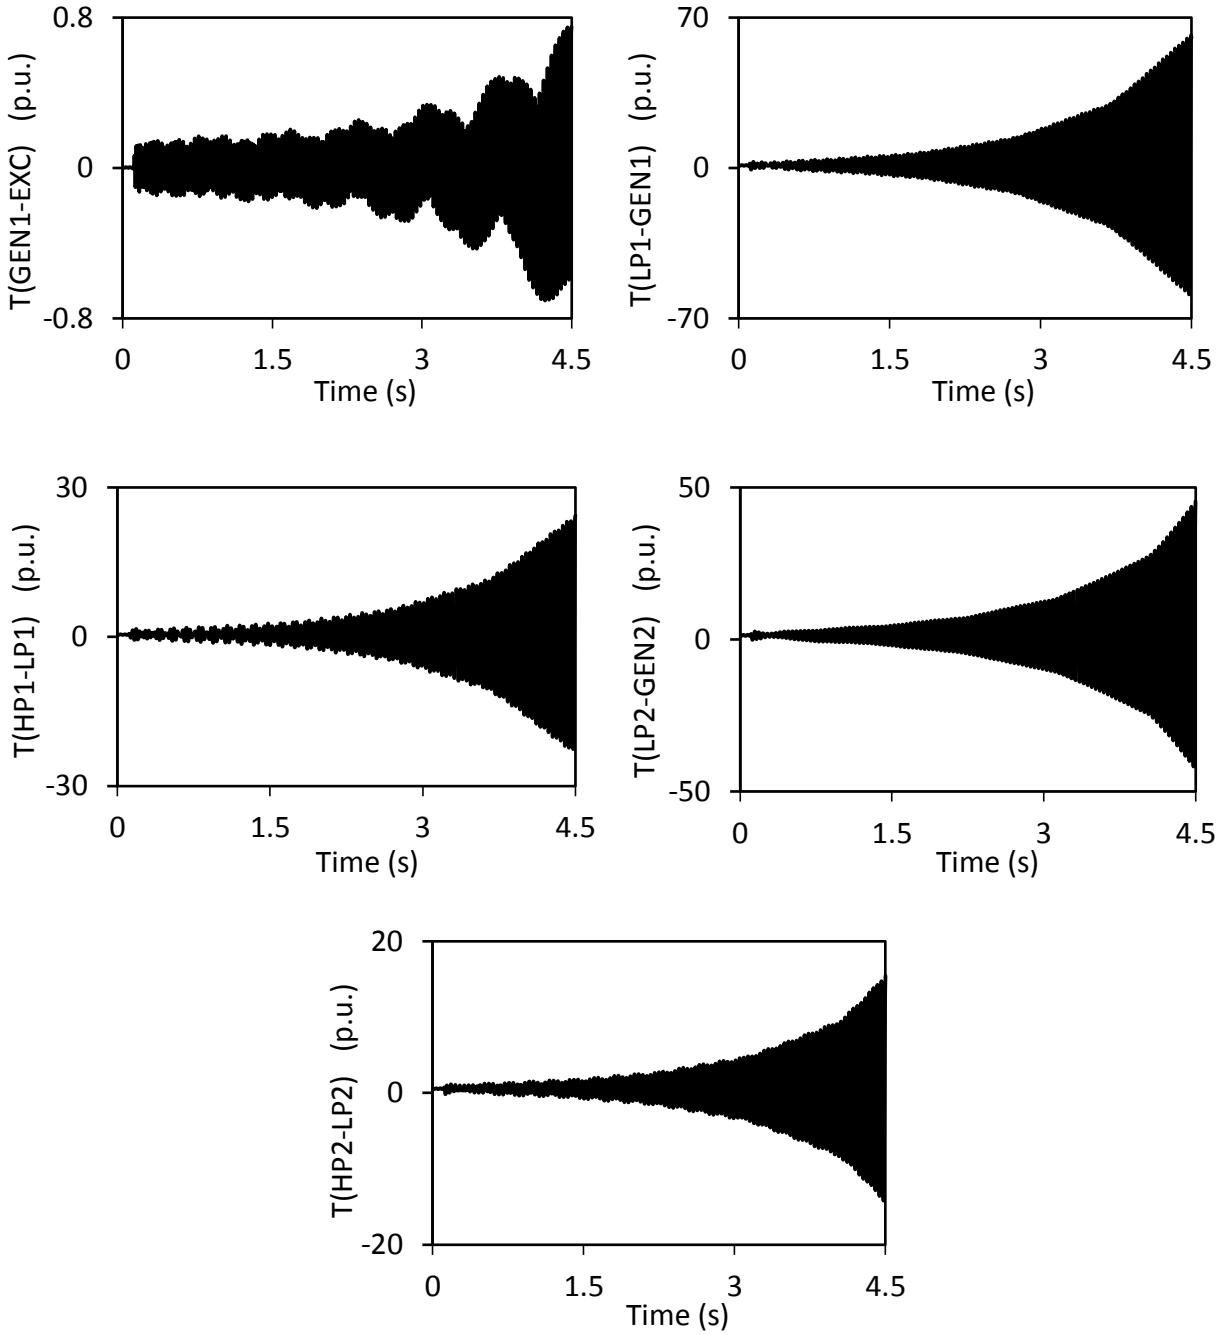 0.8
0
-0.8
T(GEN1-EXC) (p.u.)
0 1.5 3 4.5
Time (s)
70
0
-70
T(LP1-GEN1) (p.u.)
0 1.5 3 4.5
Time (s)
30
0
-30
T(HP1-LP1) (p.u.)
0 1.5 3 4.5
Time (s)
50
0
-50
T(LP2-GEN2) (p.u.)
0 1.5 3 4.5
Time (s)
20
0
-20
T(HP2-LP2) (p.u.)
0 1.5 3 4.5
Time (s)